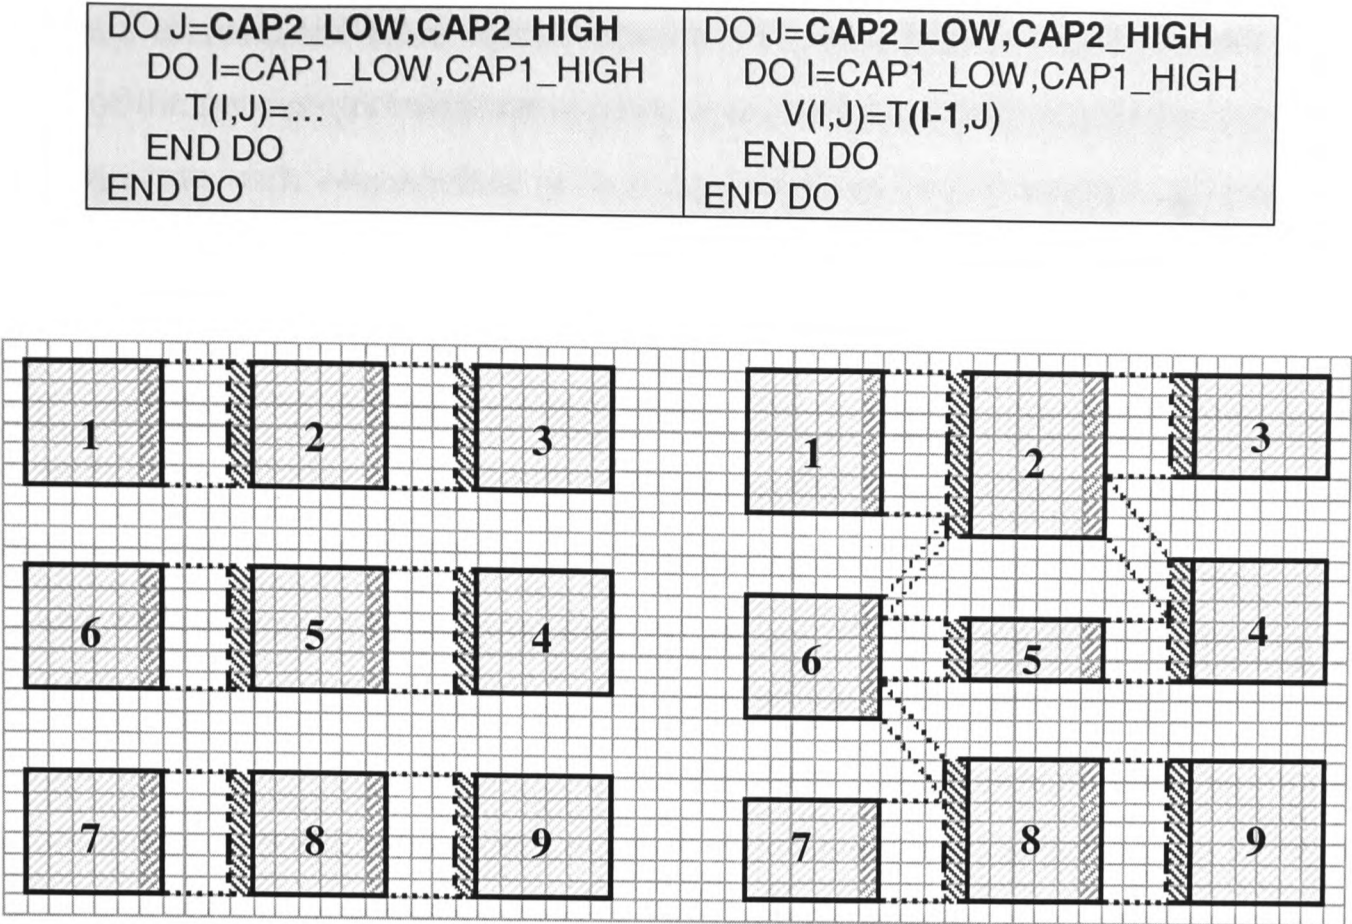 DO J=CAP2_LOW,CAP2_HIGH
DO I=CAP1_LOW,CAP1_HIGH
T(I,J)=...
END DO
END DO
DO J=CAP2_LOW,CAP2_HIGH
DO I=CAP1_LOW,CAP1_HIGH
V(I,J)=T(I-1,J)
END DO
END DO
1 2 3
6 5 4
7 8 9
1 2 3
6 5 4
7 8 9